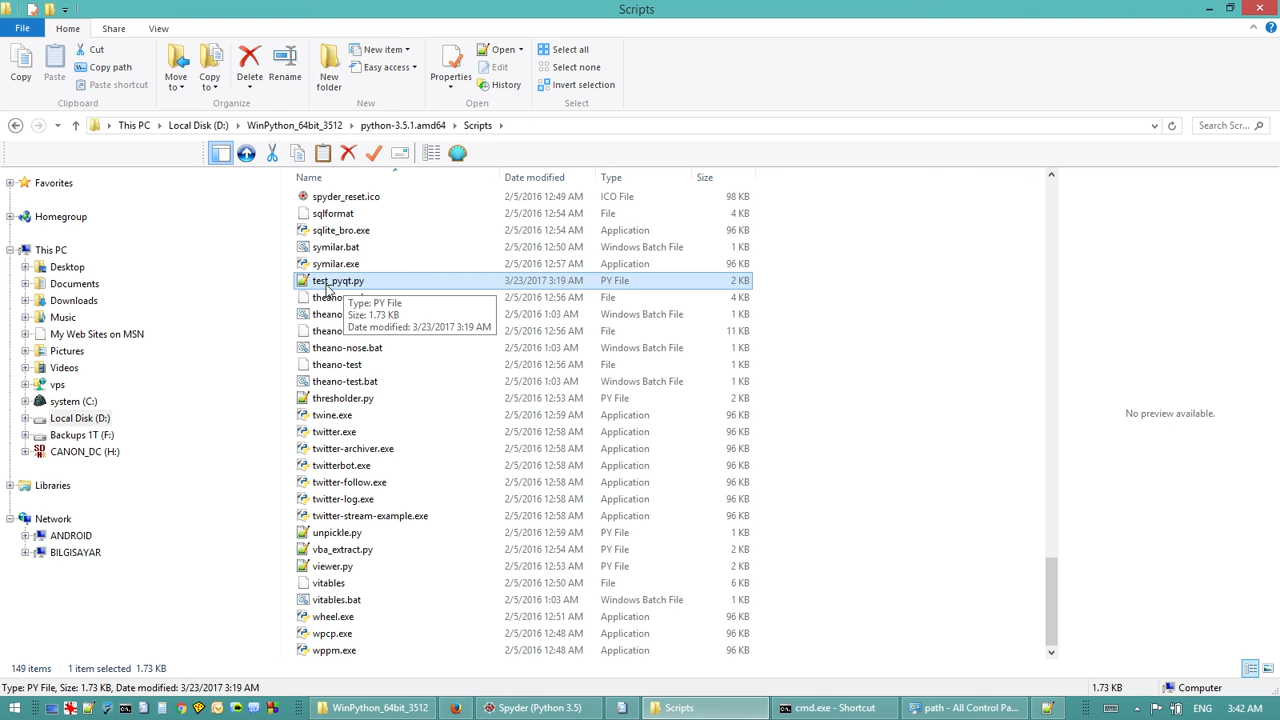 Scripts
File
Home
Share
View
Copy
Paste
Cut
Copy path
Paste shortcut
Clipboard
Move to
Copy to
Delete
Rename
Organize
New folder
New item
Easy access
New
Properties
Open
Edit
History
Open
Select all
Select none
Invert selection
Select
This PC
Local Disk (D:)
WinPython_64bit_3512
python-3.5.1.amd64
Scripts
Search Scr...
Favorites
Homegroup
This PC
Desktop
Documents
Downloads
Music
My Web Sites on MSN
Pictures
Videos
vps
system (C:)
Local Disk (D:)
Backups 1T (F:)
CANON_DC (H:)
Libraries
Network
ANDROID
BILGISAYAR
Name Date modified Type Size
spyder_reset.ico 2/5/2016 12:49 AM ICO File 98 KB
sqlformat 2/5/2016 12:54 AM File 4 KB
sqlite_bro.exe 2/5/2016 12:54 AM Application 96 KB
symilar.bat 2/5/2016 12:50 AM Windows Batch File 1 KB
symilar.exe 2/5/2016 12:57 AM Application 96 KB
test_pyqt.py 3/23/2017 3:19 AM PY File 2 KB
2/5/2016 12:56 AM File 4 KB
theano 2/5/2016 1:03 AM Windows Batch File 1 KB
theano 2/5/2016 12:56 AM File 11 KB
theano-nose.bat 2/5/2016 1:03 AM Windows Batch File 1 KB
theano-test 2/5/2016 12:56 AM File 1 KB
theano-test.bat 2/5/2016 1:03 AM Windows Batch File 1 KB
thresholder.py 2/5/2016 12:53 AM PY File 2 KB
twine.exe 2/5/2016 12:59 AM Application 96 KB
twitter.exe 2/5/2016 12:58 AM Application 96 KB
twitter-archiver.exe 2/5/2016 12:58 AM Application 96 KB
twitterbot.exe 2/5/2016 12:58 AM Application 96 KB
twitter-follow.exe 2/5/2016 12:58 AM Application 96 KB
twitter-log.exe 2/5/2016 12:58 AM Application 96 KB
twitter-stream-example.exe 2/5/2016 12:58 AM Application 96 KB
unpickle.py 2/5/2016 12:59 AM PY File 1 KB
vba_extract.py 2/5/2016 12:54 AM PY File 2 KB
viewer.py 2/5/2016 12:53 AM PY File 2 KB
vitables 2/5/2016 12:50 AM File 6 KB
vitables.bat 2/5/2016 1:03 AM Windows Batch File 1 KB
wheel.exe 2/5/2016 12:51 AM Application 96 KB
wpcp.exe 2/5/2016 12:48 AM Application 96 KB
wppm.exe 2/5/2016 12:48 AM Application 96 KB
Type: PY File
Size: 1.73 KB
Date modified: 3/23/2017 3:19 AM
No preview available.
149 items 1 item selected 1.73 KB
Type: PY File, Size: 1.73 KB, Date modified: 3/23/2017 3:19 AM 1.73 KB Computer
WinPython_64bit_3512
Spyder (Python 3.5)
Scripts
cmd.exe - Shortcut
path - All Control Pa...
ENG
3:42 AM